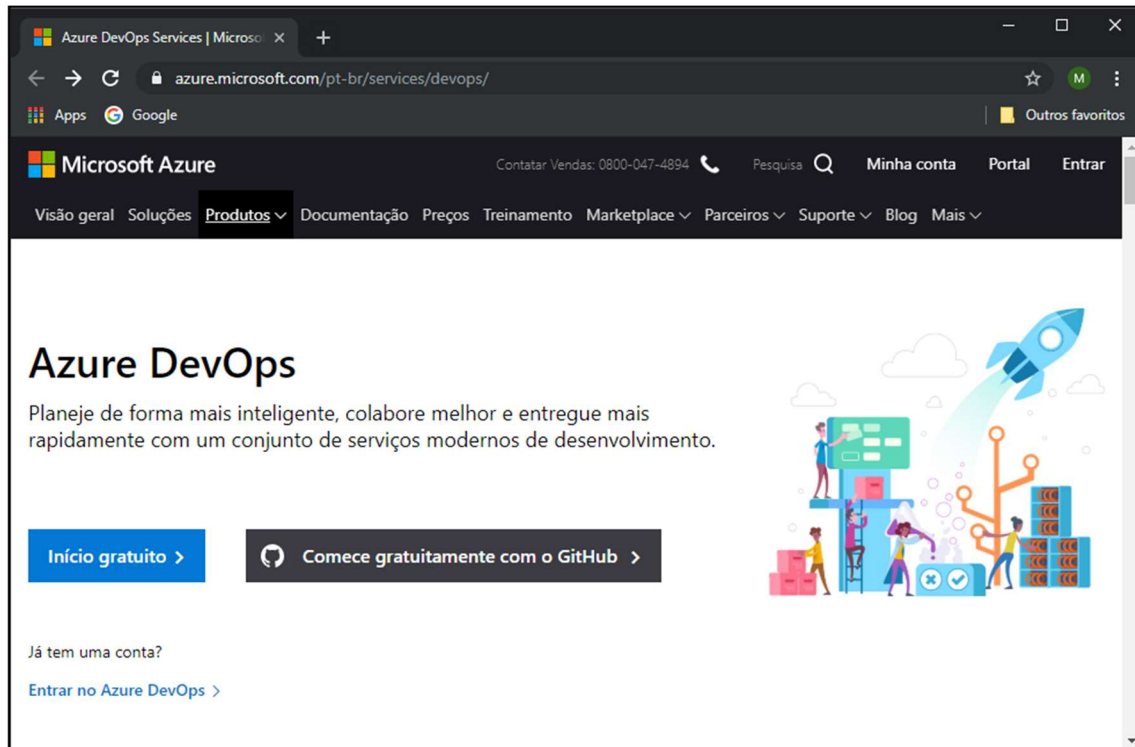 Azure DevOps Services | Microso
azure.microsoft.com/pt-br/services/devops/
M
Apps Google Outros favoritos
Microsoft Azure Contatar Vendas: 0800-047-4894 Pesquisa Minha conta Portal Entrar
Visão geral Soluções Produtos Documentação Preços Treinamento Marketplace Parceiros Suporte Blog Mais
Azure DevOps
Planeje de forma mais inteligente, colabore melhor e entregue mais
rapidamente com um conjunto de serviços modernos de desenvolvimento.
Início gratuito > Comece gratuitamente com o GitHub >
Já tem uma conta?
Entrar no Azure DevOps >